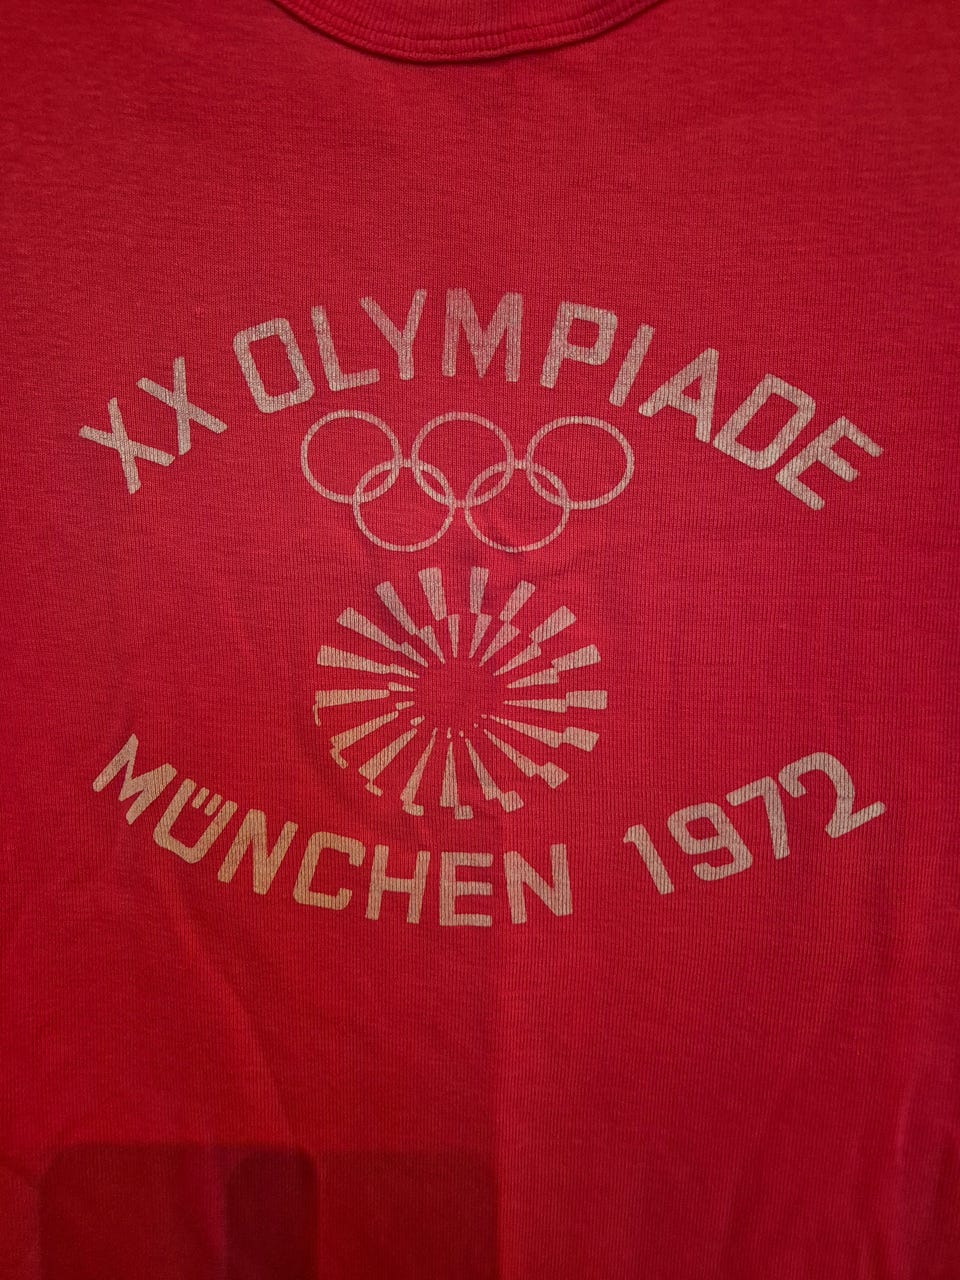 XX OLYMPIADE
MÜNCHEN 1972